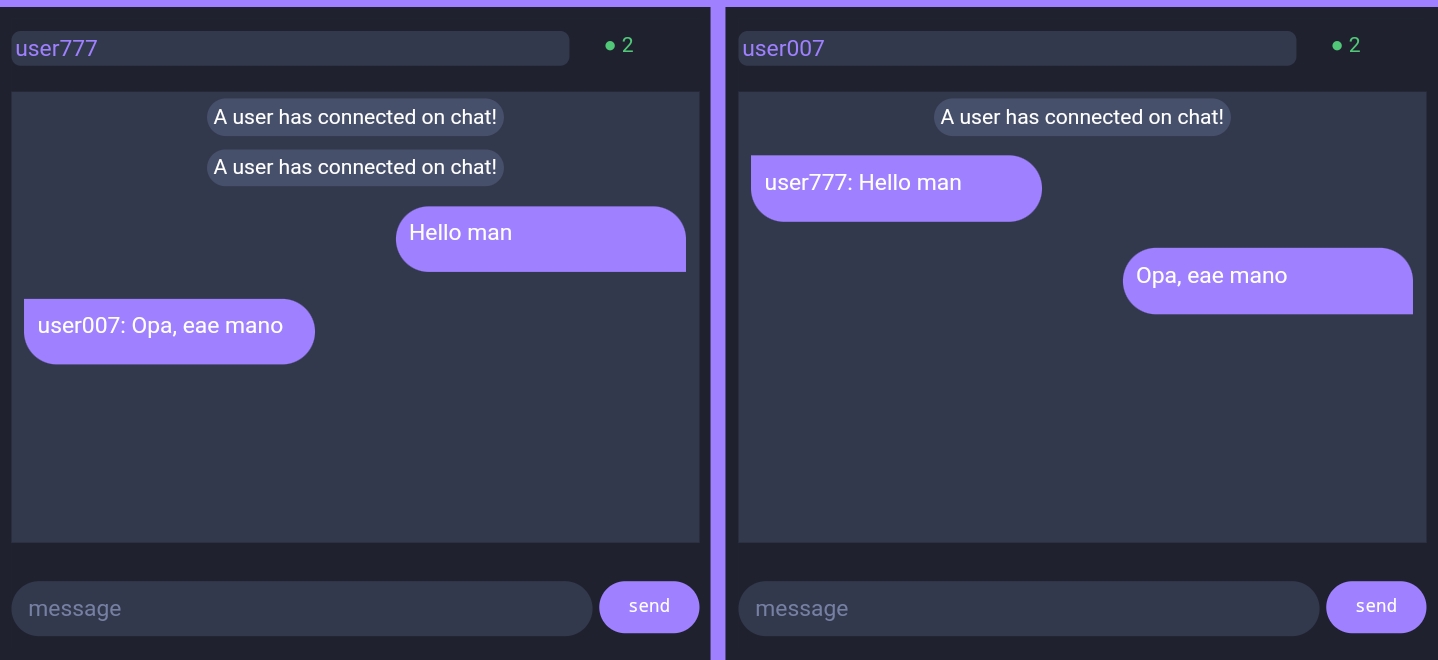 user777
● 2
A user has connected on chat!
A user has connected on chat!
Hello man
user007: Opa, eae mano
message
send
user007
● 2
A user has connected on chat!
user777: Hello man
Opa, eae mano
message
send